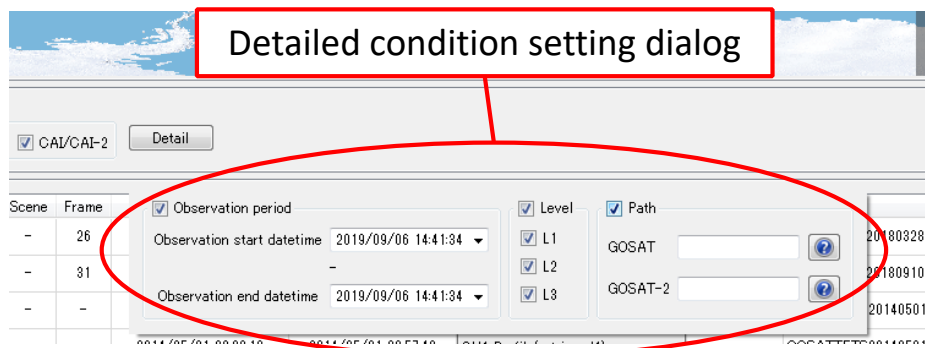 Detailed condition setting dialog
CAI/CAI-2 Detail
Scene Frame Observation period Level Path
- 26 Observation start datetime 2019/09/06 14:41:34 L1 GOSAT 20180328
- L2
- 31 20180910
Observation end datetime 2019/09/06 14:41:34 L3 GOSAT-2
- - 20140501